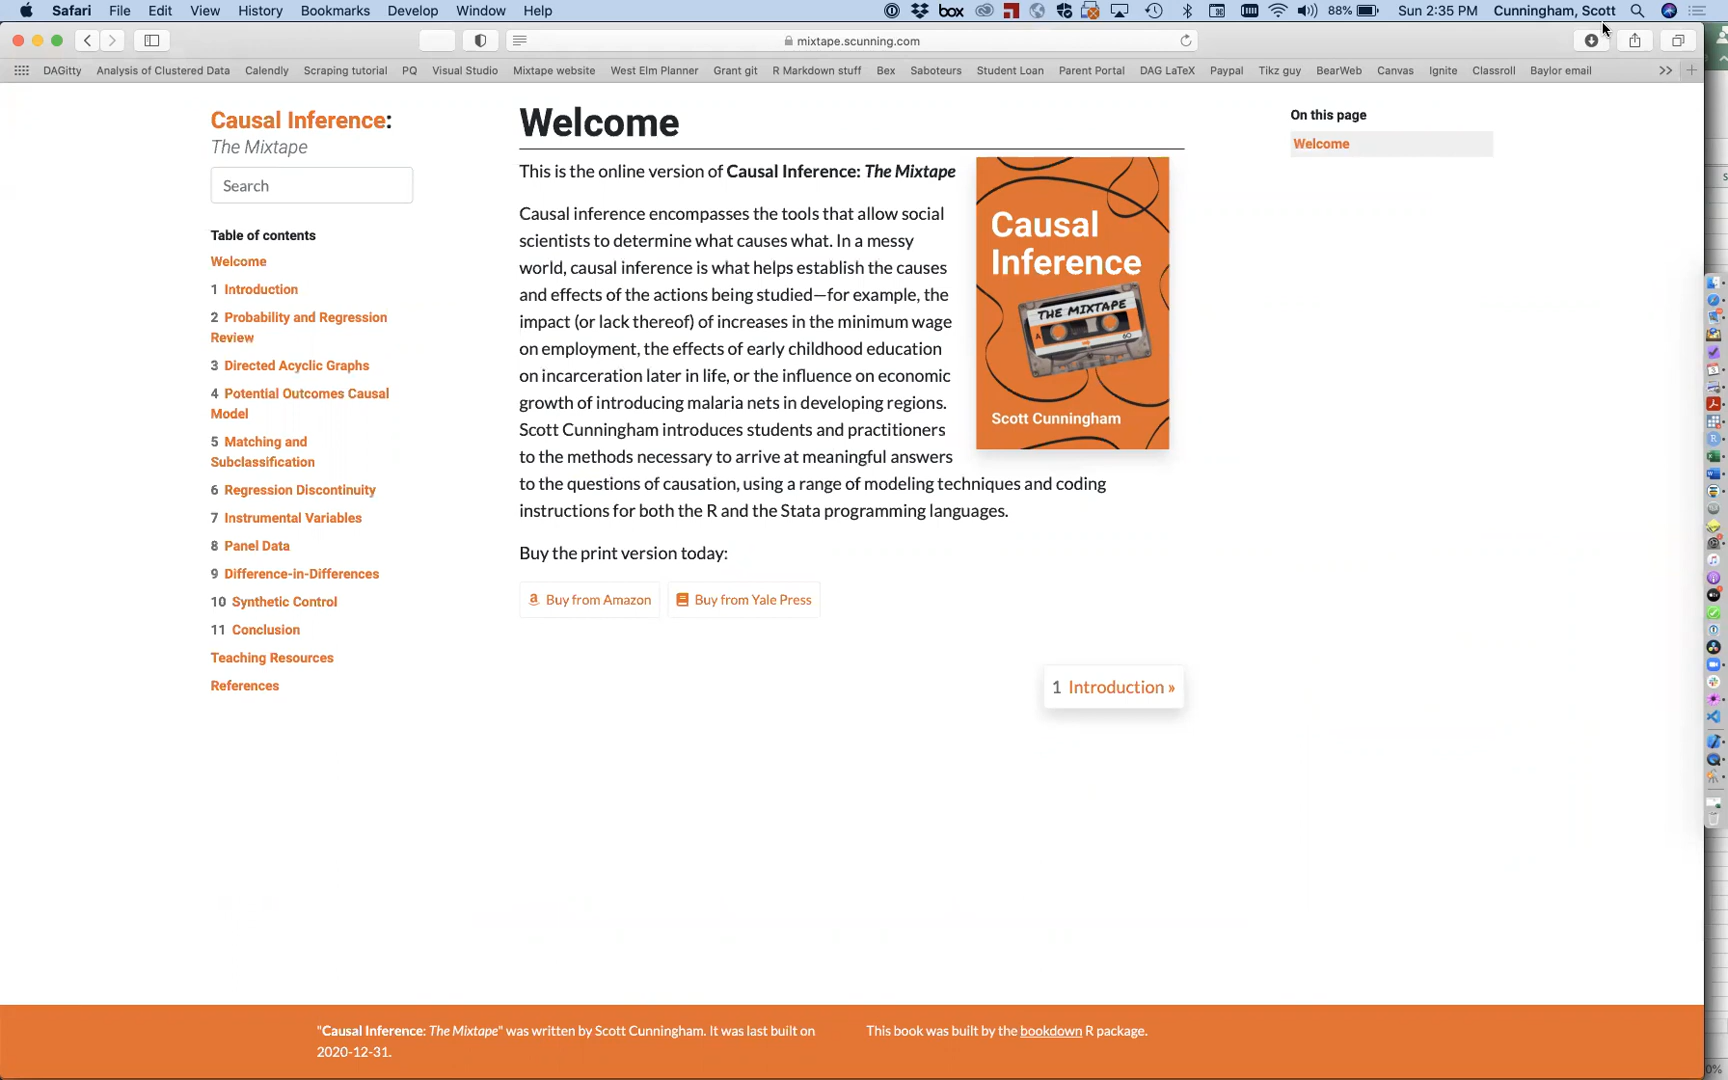 Safari File Edit View History Bookmarks Develop Window Help box 88% Sun 2:35 PM Cunningham, Scott
mixtape.scunning.com
DAGitty Analysis of Clustered Data Calendly Scraping tutorial PQ Visual Studio Mixtape website West Elm Planner Grant git R Markdown stuff Bex Saboteurs Student Loan Parent Portal DAG LaTeX Paypal Tikz guy BearWeb Canvas Ignite Classroll Baylor email
Causal Inference:
The Mixtape
Search
Table of contents
Welcome
1 Introduction
2 Probability and Regression
Review
3 Directed Acyclic Graphs
4 Potential Outcomes Causal
Model
5 Matching and
Subclassification
6 Regression Discontinuity
7 Instrumental Variables
8 Panel Data
9 Difference-in-Differences
10 Synthetic Control
11 Conclusion
Teaching Resources
References
Welcome
This is the online version of Causal Inference: The Mixtape
Causal inference encompasses the tools that allow social
scientists to determine what causes what. In a messy
world, causal inference is what helps establish the causes
and effects of the actions being studied—for example, the
impact (or lack thereof) of increases in the minimum wage
on employment, the effects of early childhood education
on incarceration later in life, or the influence on economic
growth of introducing malaria nets in developing regions.
Scott Cunningham introduces students and practitioners
to the methods necessary to arrive at meaningful answers
to the questions of causation, using a range of modeling techniques and coding
instructions for both the R and the Stata programming languages.
Causal
Inference
THE MIXTAPE
A 60
Scott Cunningham
Buy the print version today:
Buy from Amazon Buy from Yale Press
1 Introduction »
On this page
Welcome
"Causal Inference: The Mixtape" was written by Scott Cunningham. It was last built on
2020-12-31.
This book was built by the bookdown R package.